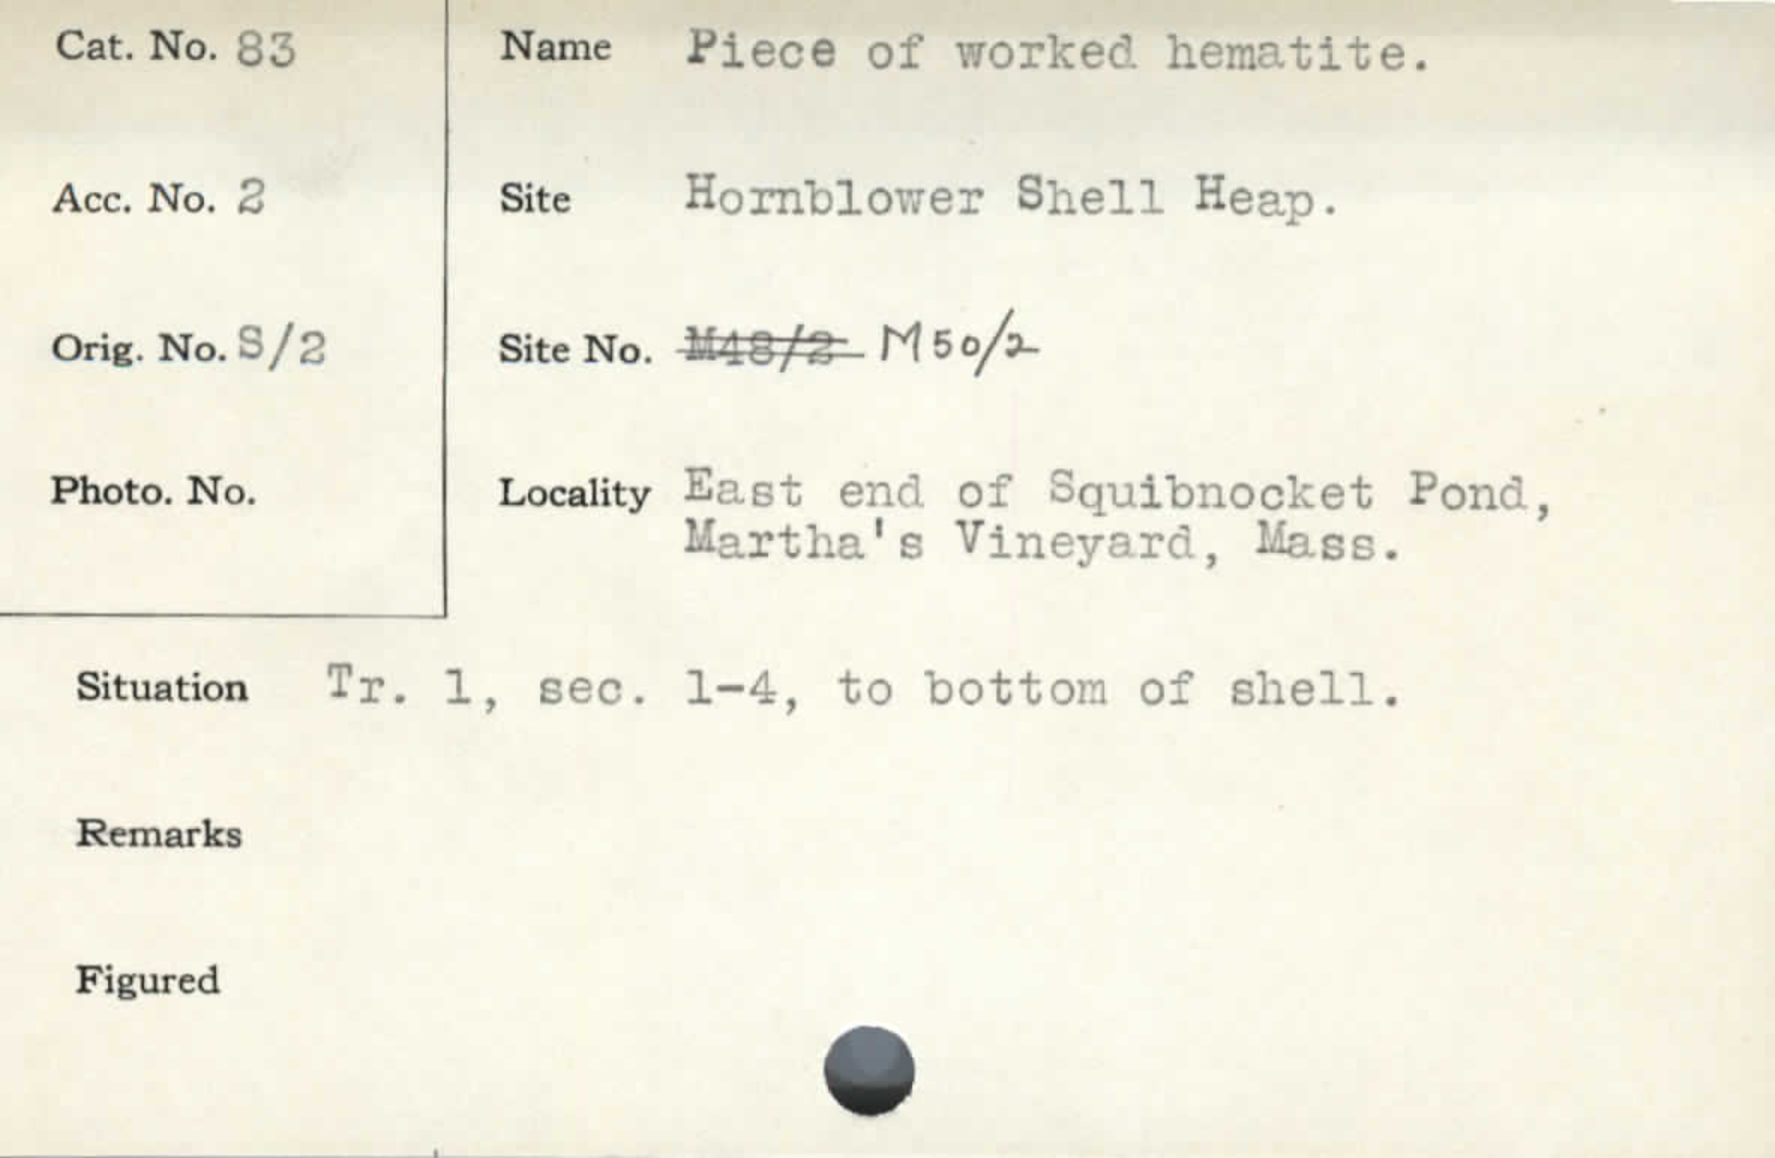 Cat. No. 83
Name Piece of worked hematite.
Acc. No. 2
Site Hornblower Shell Heap.
Orig. No. S/2
Site No. M48/2 M50/2
Photo. No.
Locality East end of Squibnocket Pond,
Martha's Vineyard, Mass.
Situation Tr. 1, sec. 1-4, to bottom of shell.
Remarks
Figured